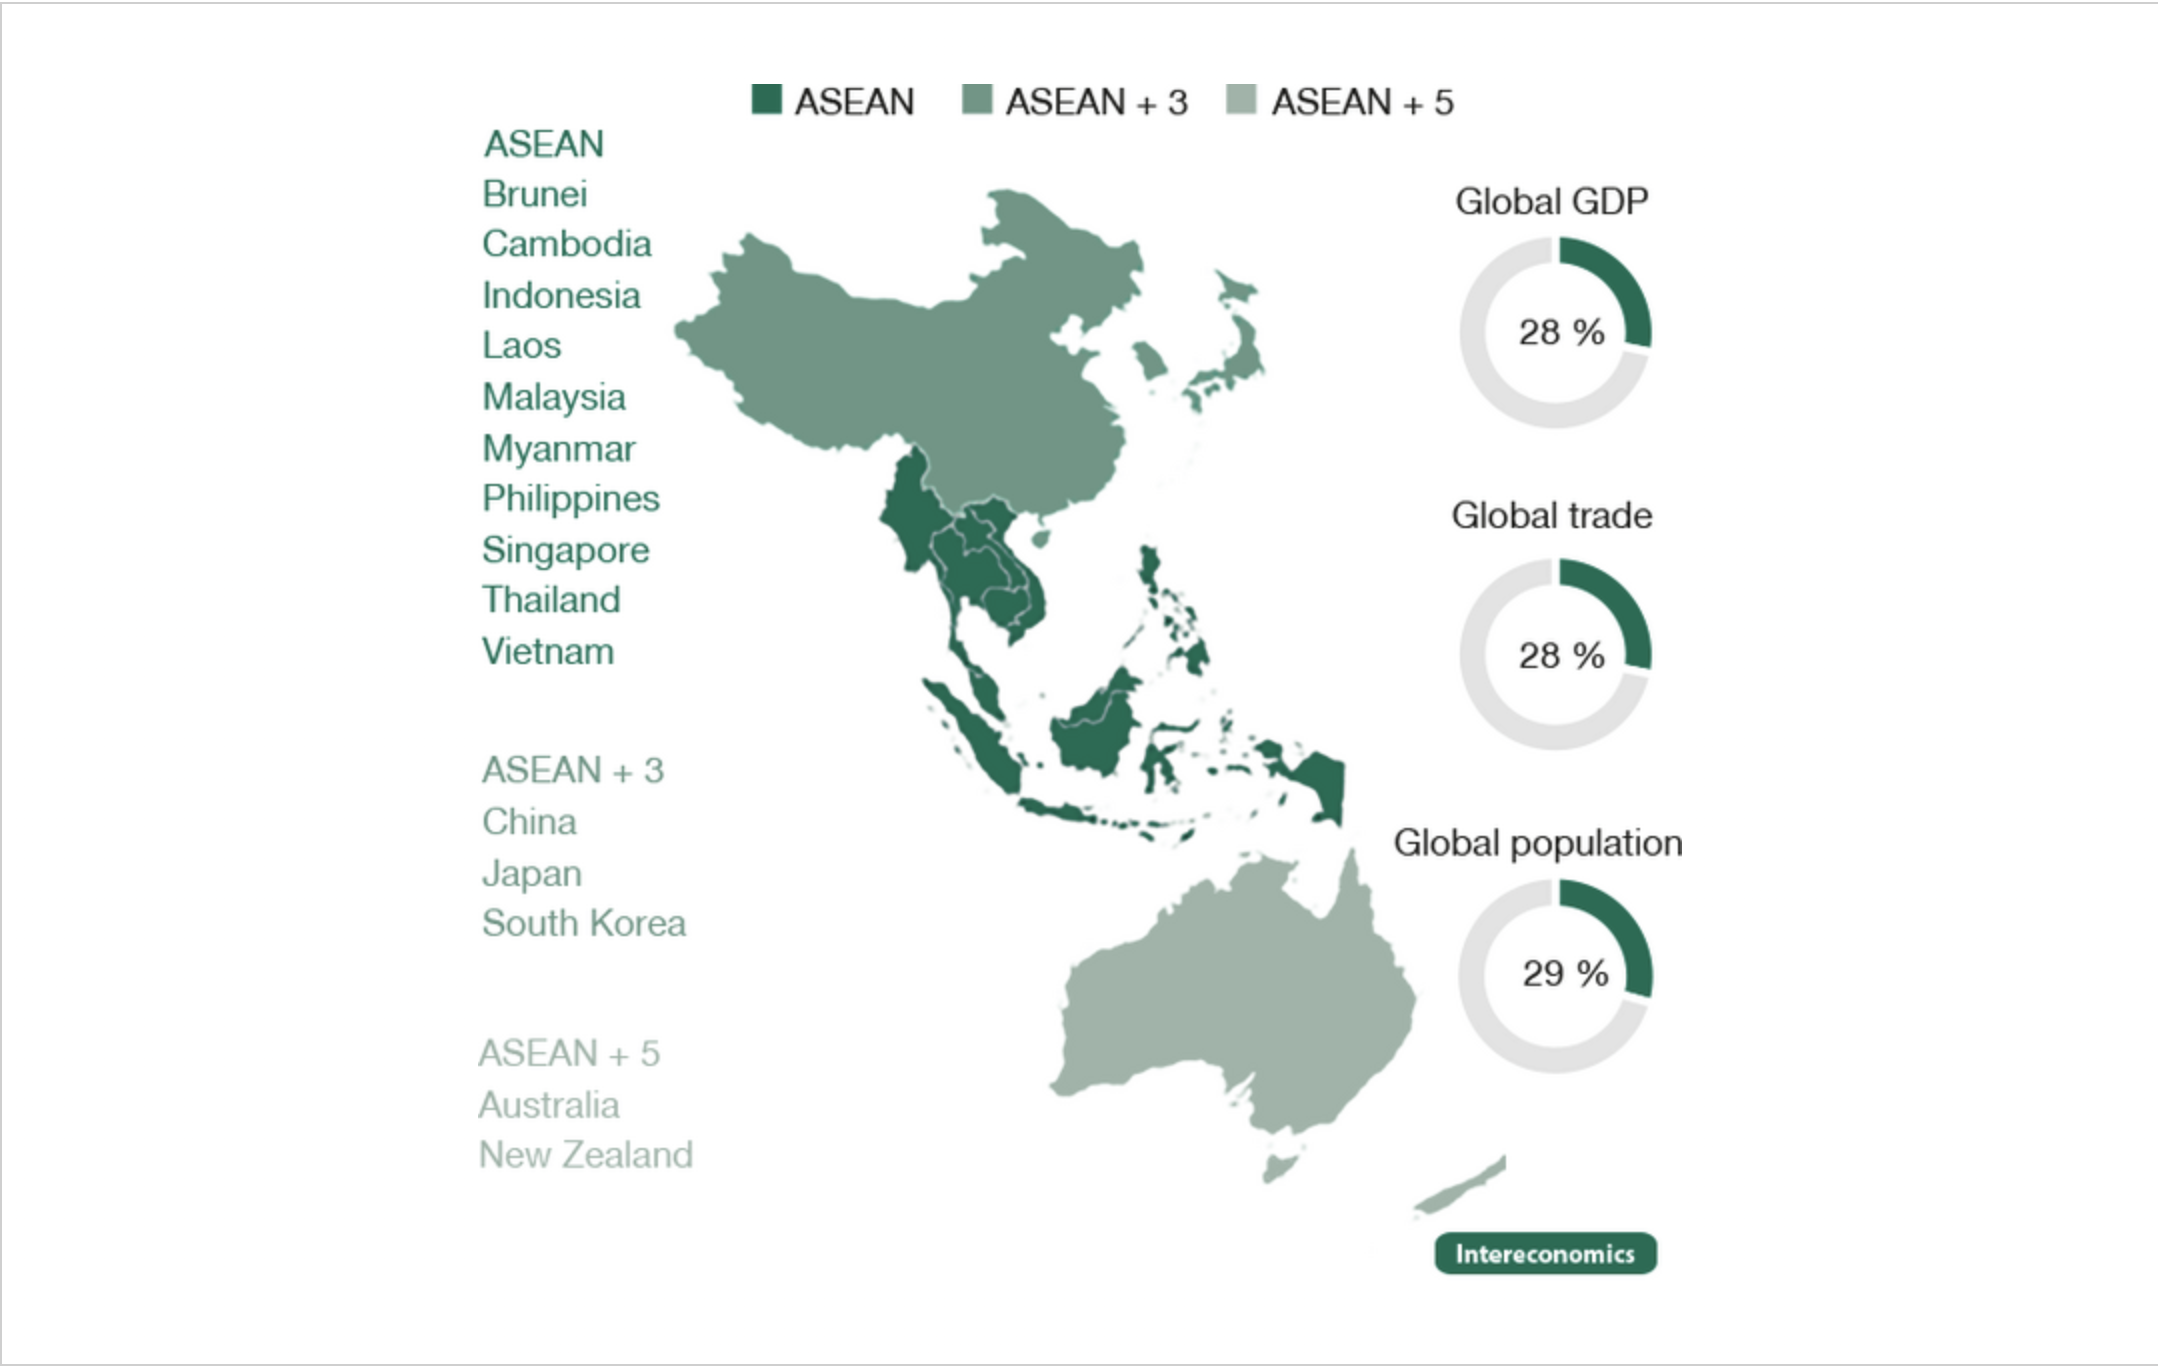 ASEAN
ASEAN + 3
ASEAN + 5
ASEAN
Brunei
Cambodia
Indonesia
Laos
Malaysia
Myanmar
Philippines
Singapore
Thailand
Vietnam
ASEAN + 3
China
Japan
South Korea
ASEAN + 5
Australia
New Zealand
Global GDP
28 %
Global trade
28 %
Global population
29 %
Intereconomics